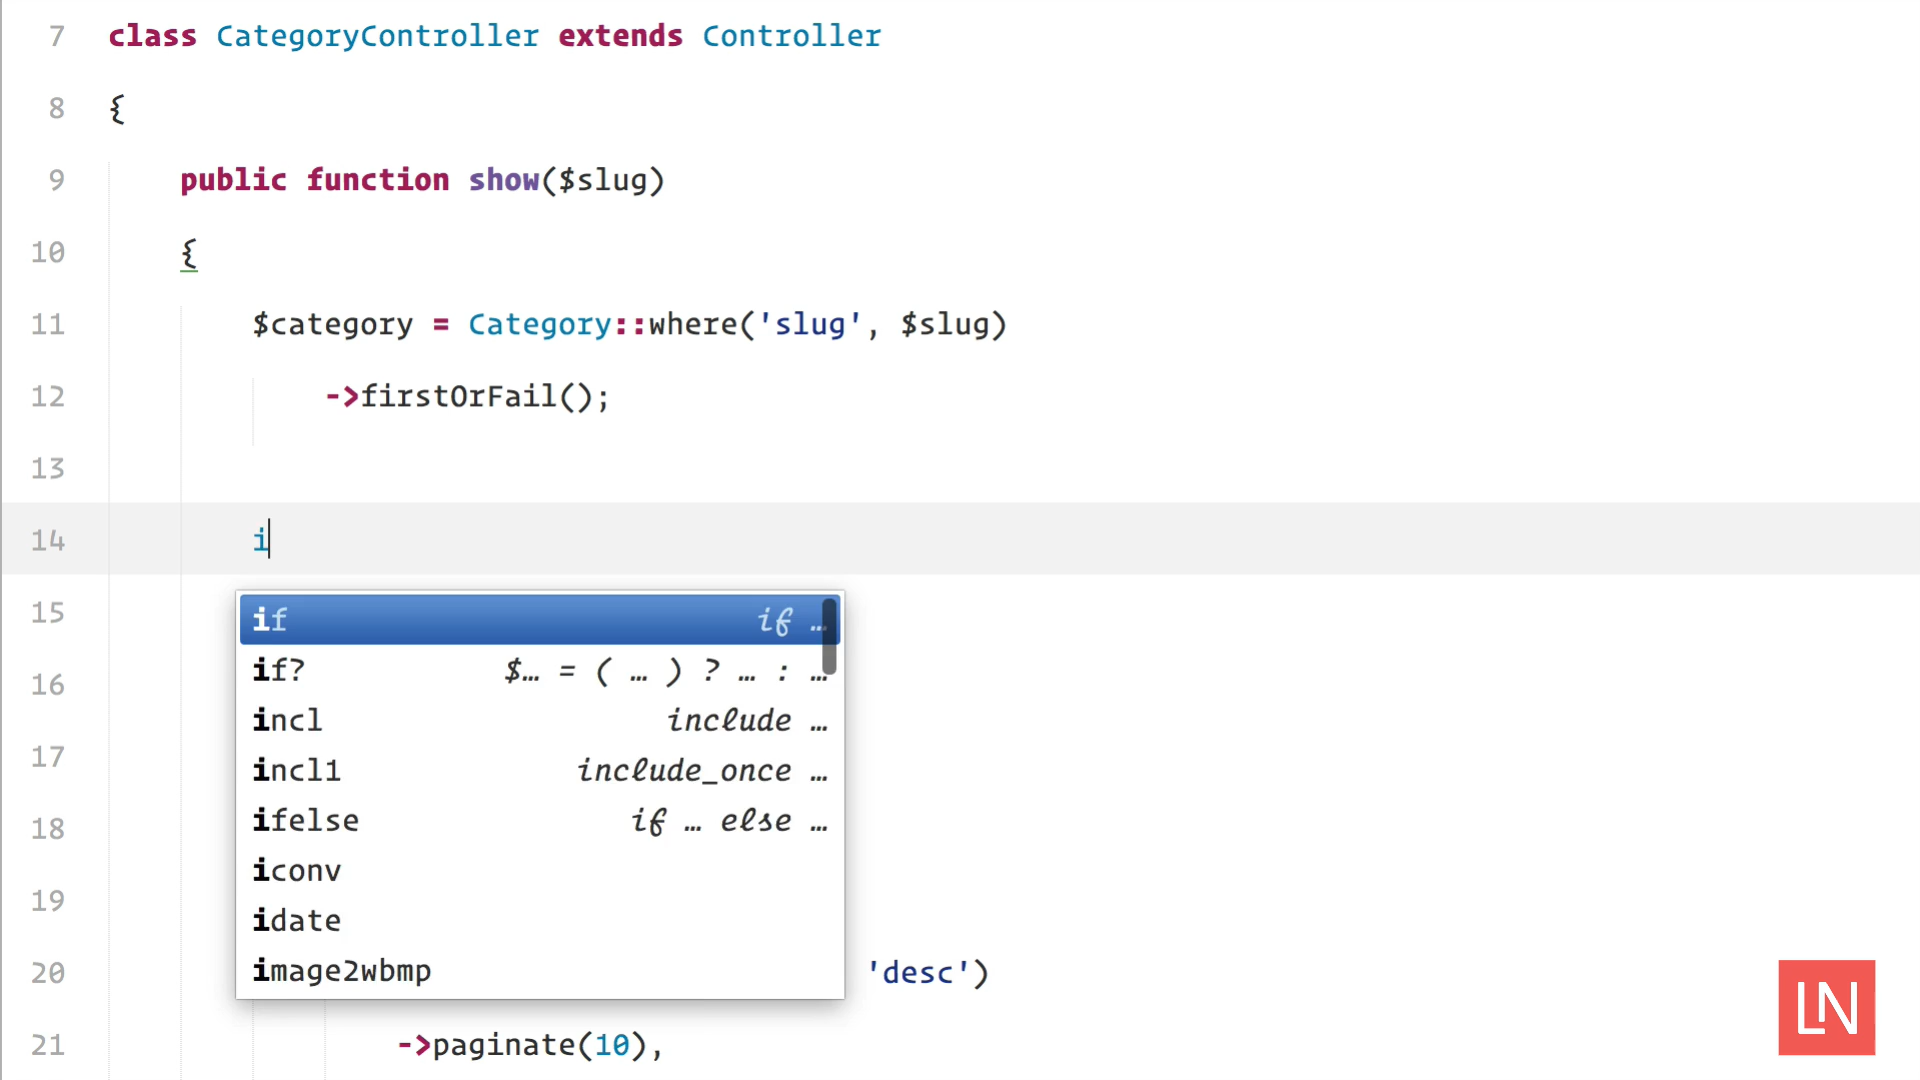 7 class CategoryController extends Controller
8 {
9 public function show($slug)
10 {
11 $category = Category::where('slug', $slug)
12 ->firstOrFail();
13
14 i
15
if if …
if? $… = ( … ) ? … : …
16
incl include …
17
incl1 include_once …
18
ifelse if … else …
iconv
19
idate
20 'desc')
image2wbmp
21 ->paginate(10),
LN